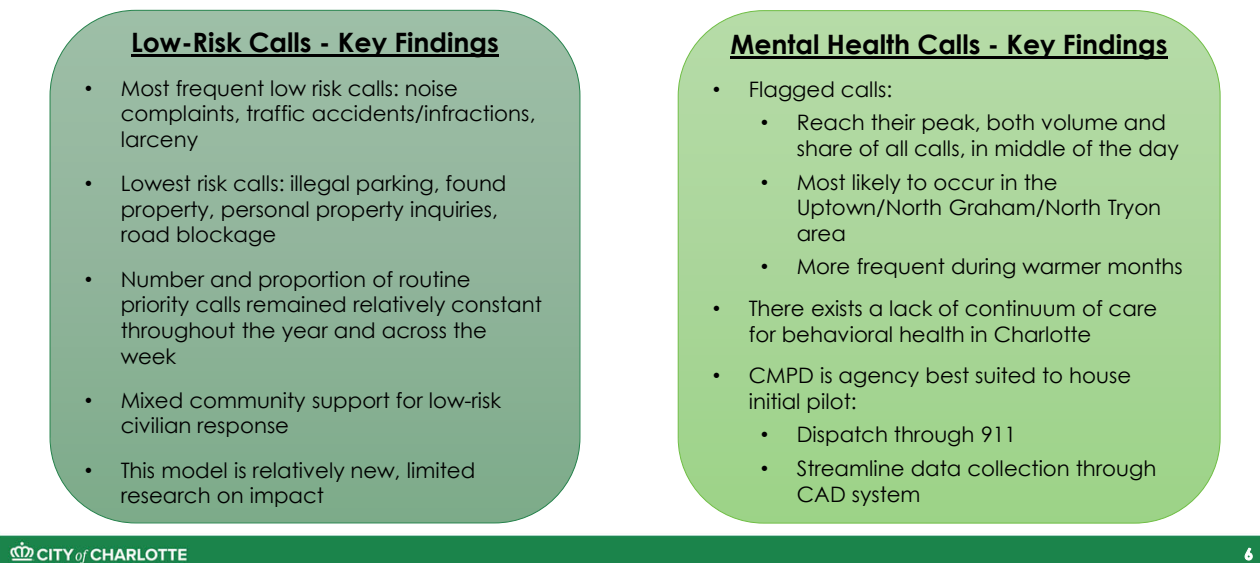 Low-Risk Calls - Key Findings
• Most frequent low risk calls: noise
complaints, traffic accidents/infractions,
larceny
• Lowest risk calls: illegal parking, found
property, personal property inquiries,
road blockage
• Number and proportion of routine
priority calls remained relatively constant
throughout the year and across the
week
• Mixed community support for low-risk
civilian response
• This model is relatively new, limited
research on impact
Mental Health Calls - Key Findings
• Flagged calls:
• Reach their peak, both volume and
share of all calls, in middle of the day
• Most likely to occur in the
Uptown/North Graham/North Tryon
area
• More frequent during warmer months
• There exists a lack of continuum of care
for behavioral health in Charlotte
• CMPD is agency best suited to house
initial pilot:
• Dispatch through 911
• Streamline data collection through
CAD system
CITY of CHARLOTTE
6